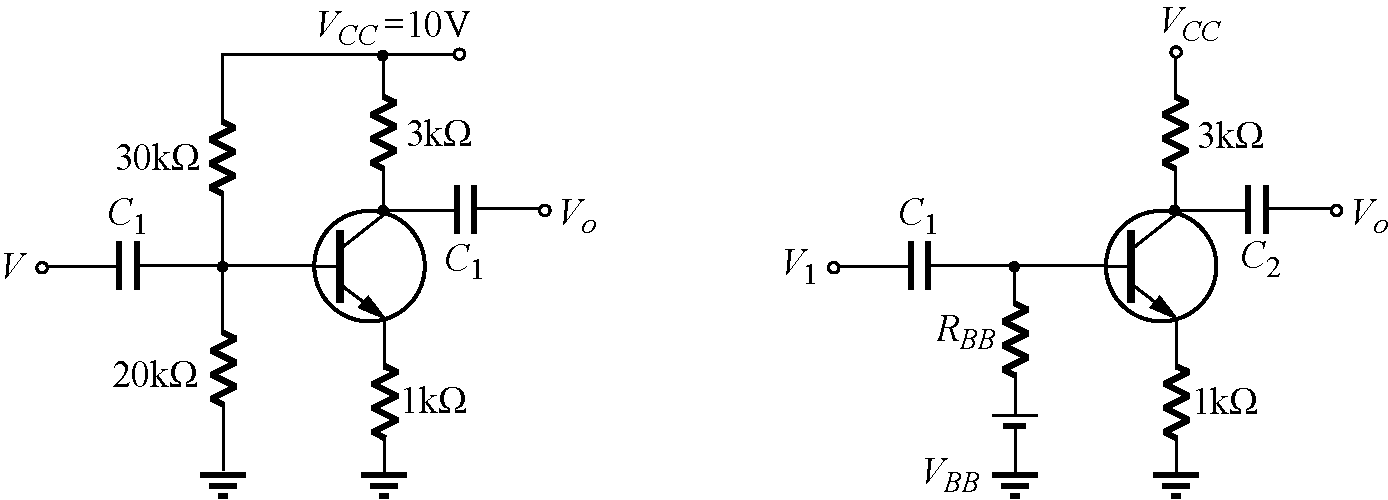 V_CC=10V
3kΩ
30kΩ
C_1
V_o
V
C_1
20kΩ
1kΩ
V_CC
3kΩ
C_1
V_o
V_1
C_2
R_BB
1kΩ
V_BB